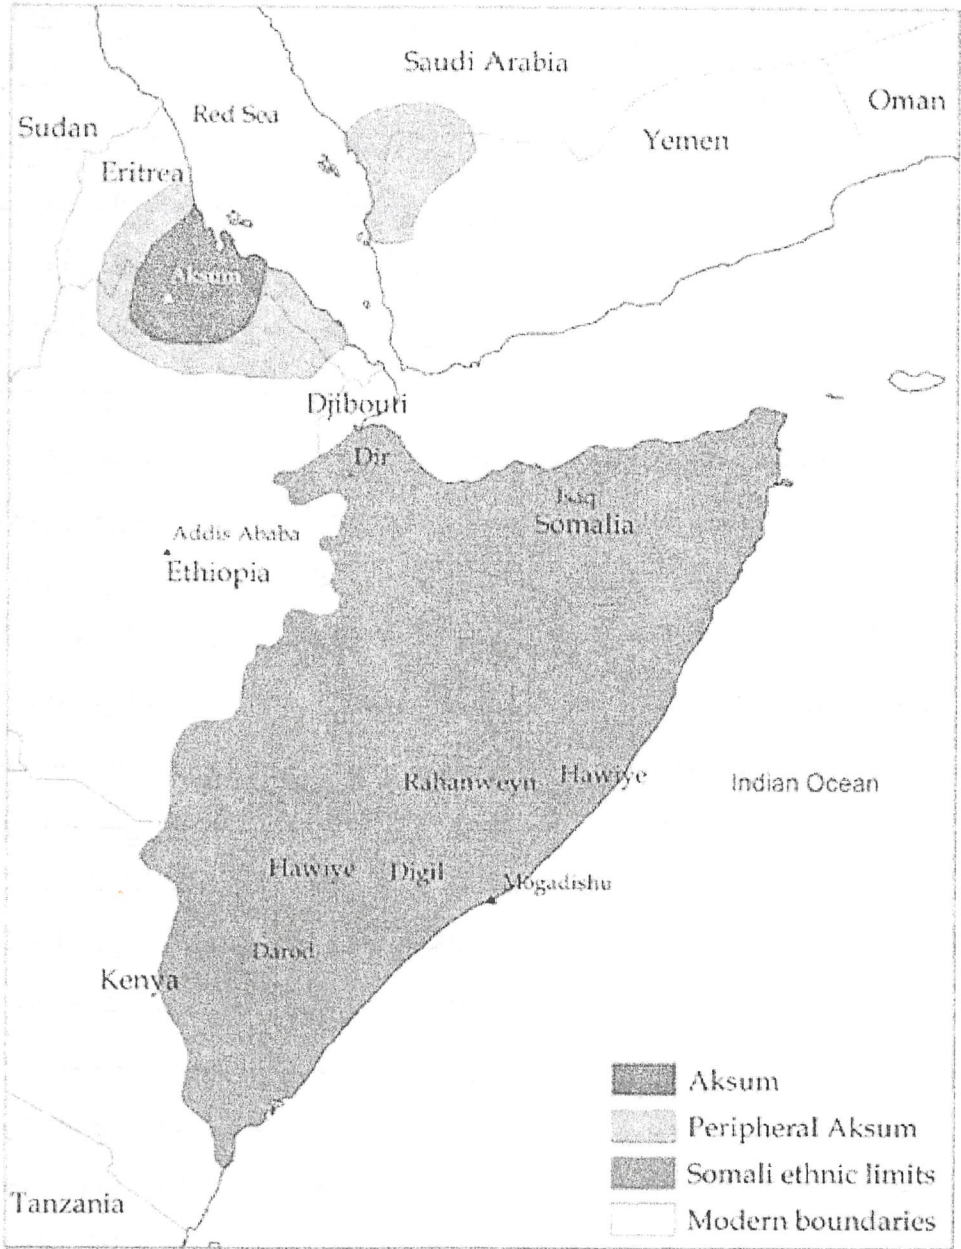 Saudi Arabia
Oman
Red Sea
Sudan
Yemen
Eritrea
Aksum
Djibouti
Dir
Isaq
Somalia
Addis Ababa
Ethiopia
Rahanweyn
Hawiye
Indian Ocean
Hawiye
Digil
Mogadishu
Darod
Kenya
Aksum
Peripheral Aksum
Somali ethnic limits
Tanzania
Modern boundaries